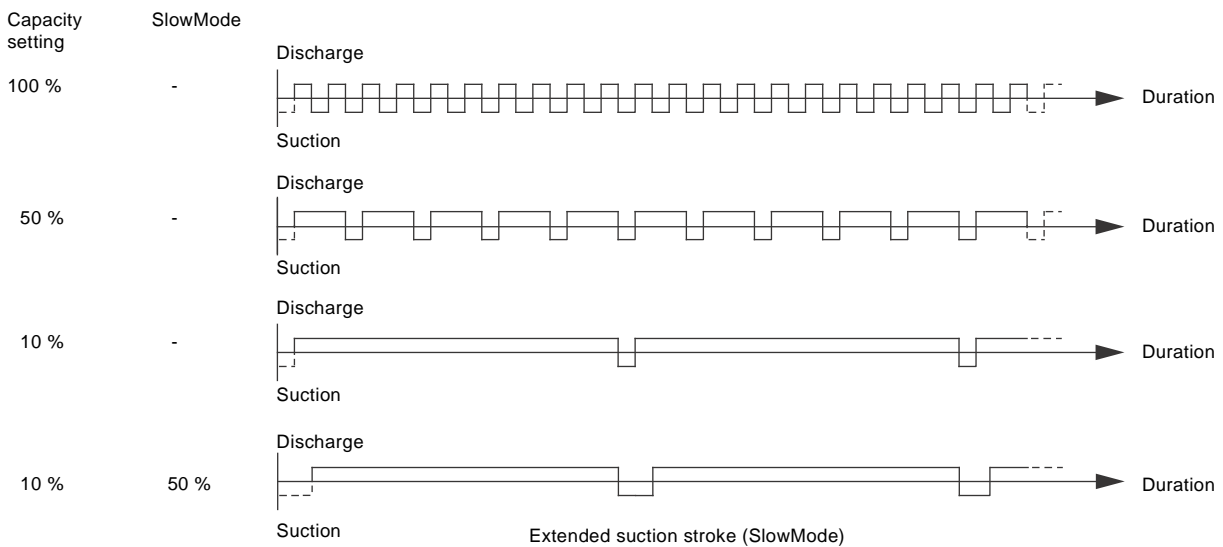 Capacity
setting
SlowMode
Discharge
100 %
-
Duration
Suction
Discharge
50 %
-
Duration
Suction
Discharge
10 %
-
Duration
Suction
Discharge
10 %
50 %
Duration
Suction
Extended suction stroke (SlowMode)